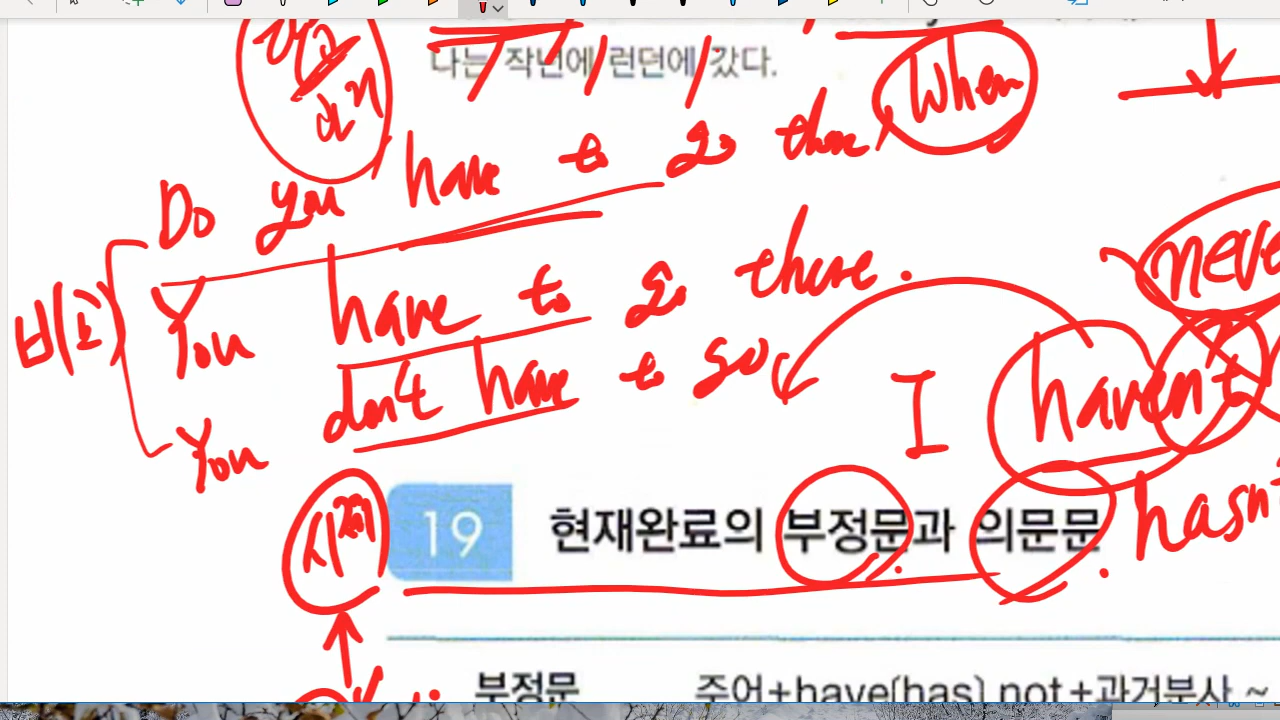 나는 작년에 런던에 갔다.
when
Do you have to go there
You have to go there.
You don't have to go
비교
I haven't
hasn't
시제
19 현재완료의 부정문과 의문문
부정문 주어+have(has) not+과거분사 ~